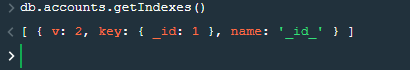 > db.accounts.getIndexes()
< [ { v: 2, key: { _id: 1 }, name: '_id_' } ]
>